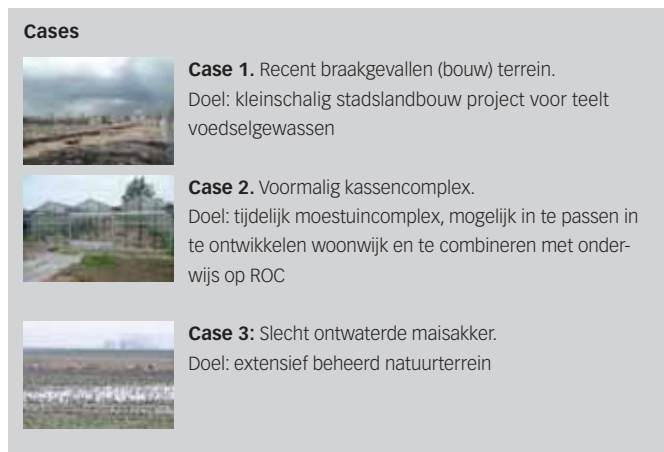 Cases
Case 1. Recent braakgevallen (bouw) terrein.
Doel: kleinschalig stadslandbouw project voor teelt
voedselgewassen
Case 2. Voormalig kassencomplex.
Doel: tijdelijk moestuincomplex, mogelijk in te passen in
te ontwikkelen woonwijk en te combineren met onder-
wijs op ROC
Case 3: Slecht ontwaterde maisakker.
Doel: extensief beheerd natuurterrein